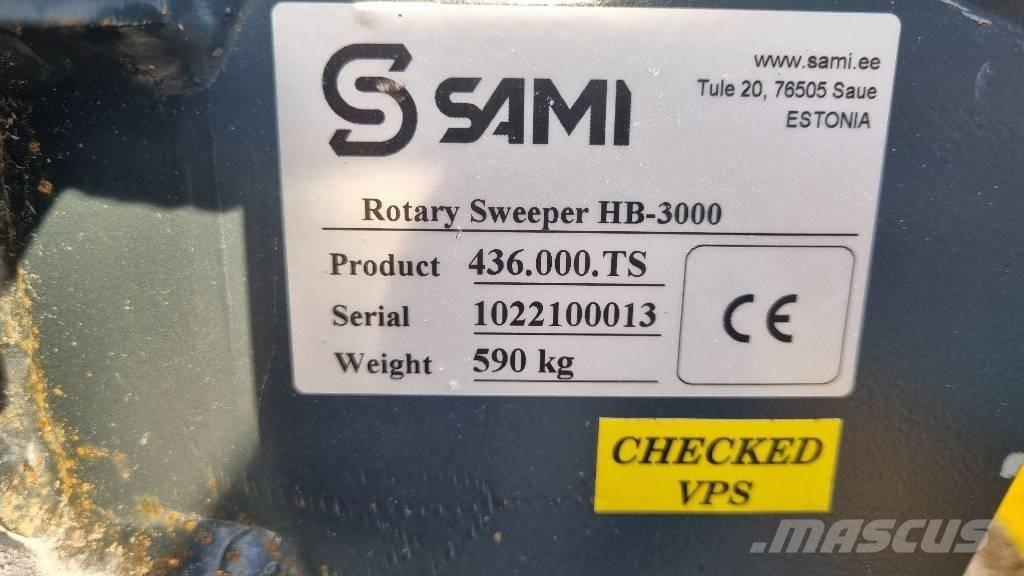 SAMI
www.sami.ee
Tule 20, 76505 Saue
ESTONIA
Rotary Sweeper HB-3000
Product 436.000.TS
Serial 1022100013
Weight 590 kg
CE
CHECKED
VPS
.MASCUS